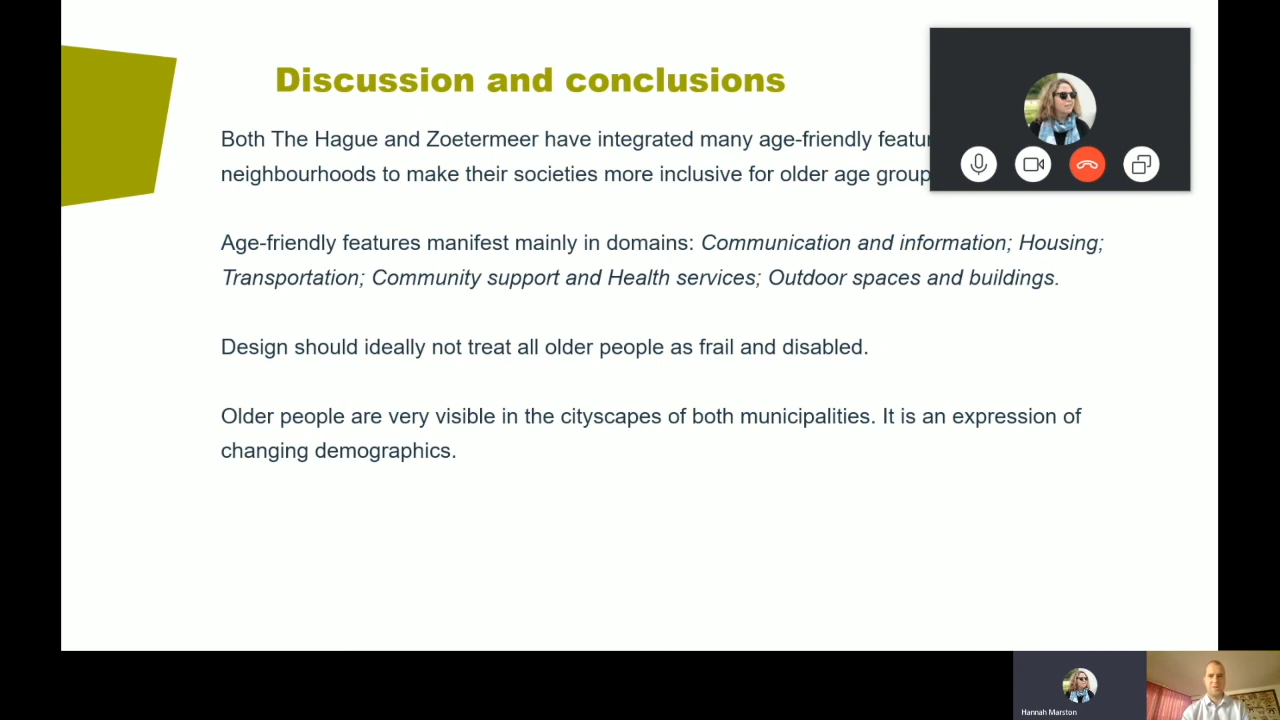 Discussion and conclusions
Both The Hague and Zoetermeer have integrated many age-friendly
neighbourhoods to make their societies more inclusive for older age
Age-friendly features manifest mainly in domains: Communication and information; Housing;
Transportation; Community support and Health services; Outdoor spaces and buildings.
Design should ideally not treat all older people as frail and disabled.
Older people are very visible in the cityscapes of both municipalities. It is an expression of
changing demographics.
Hannah Marston